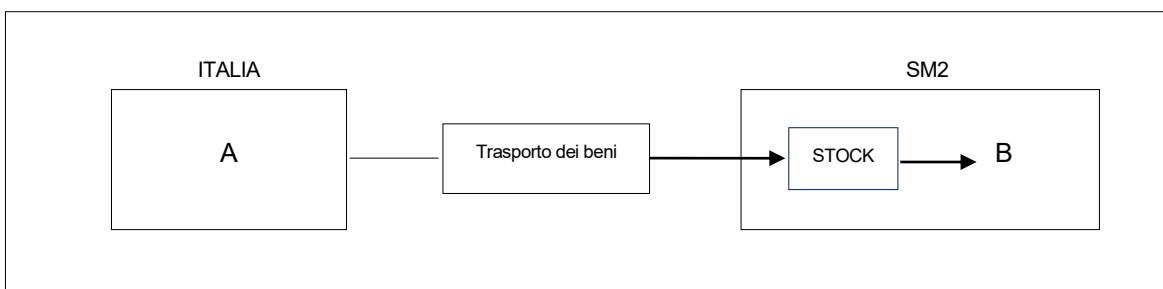 ITALIA
SM2
A
Trasporto dei beni
STOCK
B